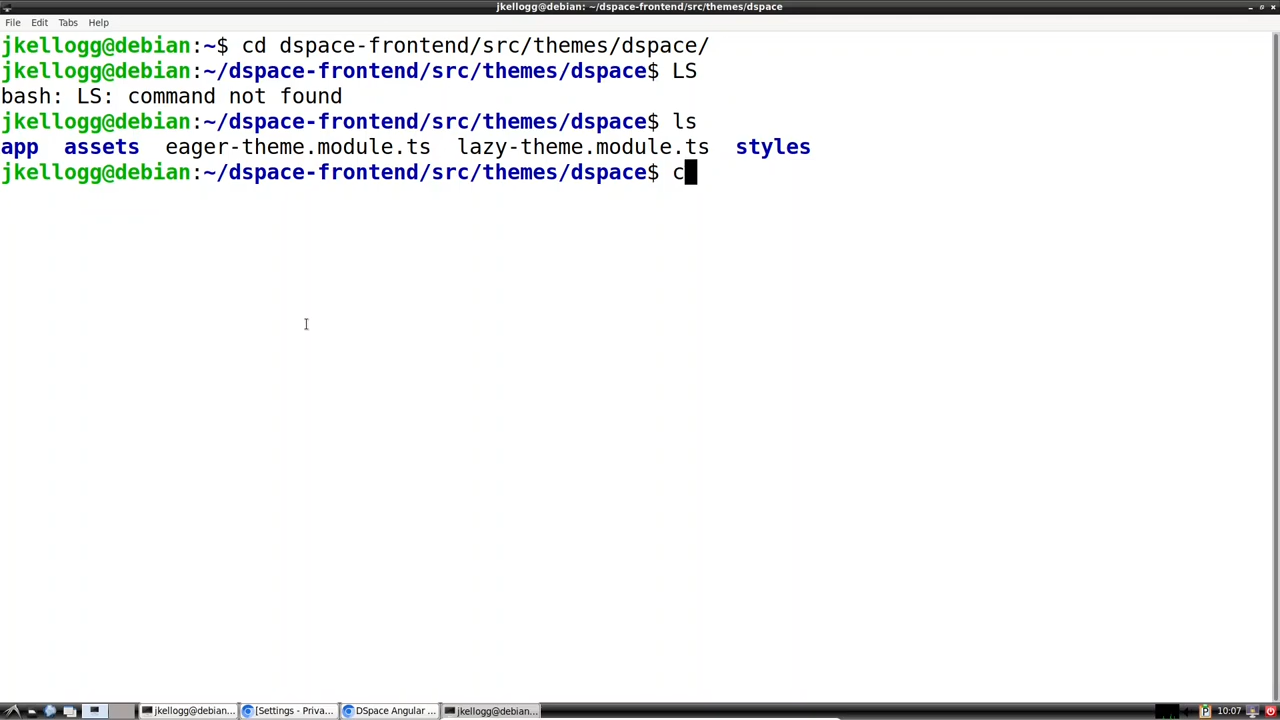 jkellogg@debian: ~/dspace-frontend/src/themes/dspace
File Edit Tabs Help
jkellogg@debian:~$ cd dspace-frontend/src/themes/dspace/
jkellogg@debian:~/dspace-frontend/src/themes/dspace$ LS
bash: LS: command not found
jkellogg@debian:~/dspace-frontend/src/themes/dspace$ ls
app assets eager-theme.module.ts lazy-theme.module.ts styles
jkellogg@debian:~/dspace-frontend/src/themes/dspace$ c
jkellogg@debian... [Settings - Priva... DSpace Angular ... jkellogg@debian... 10:07